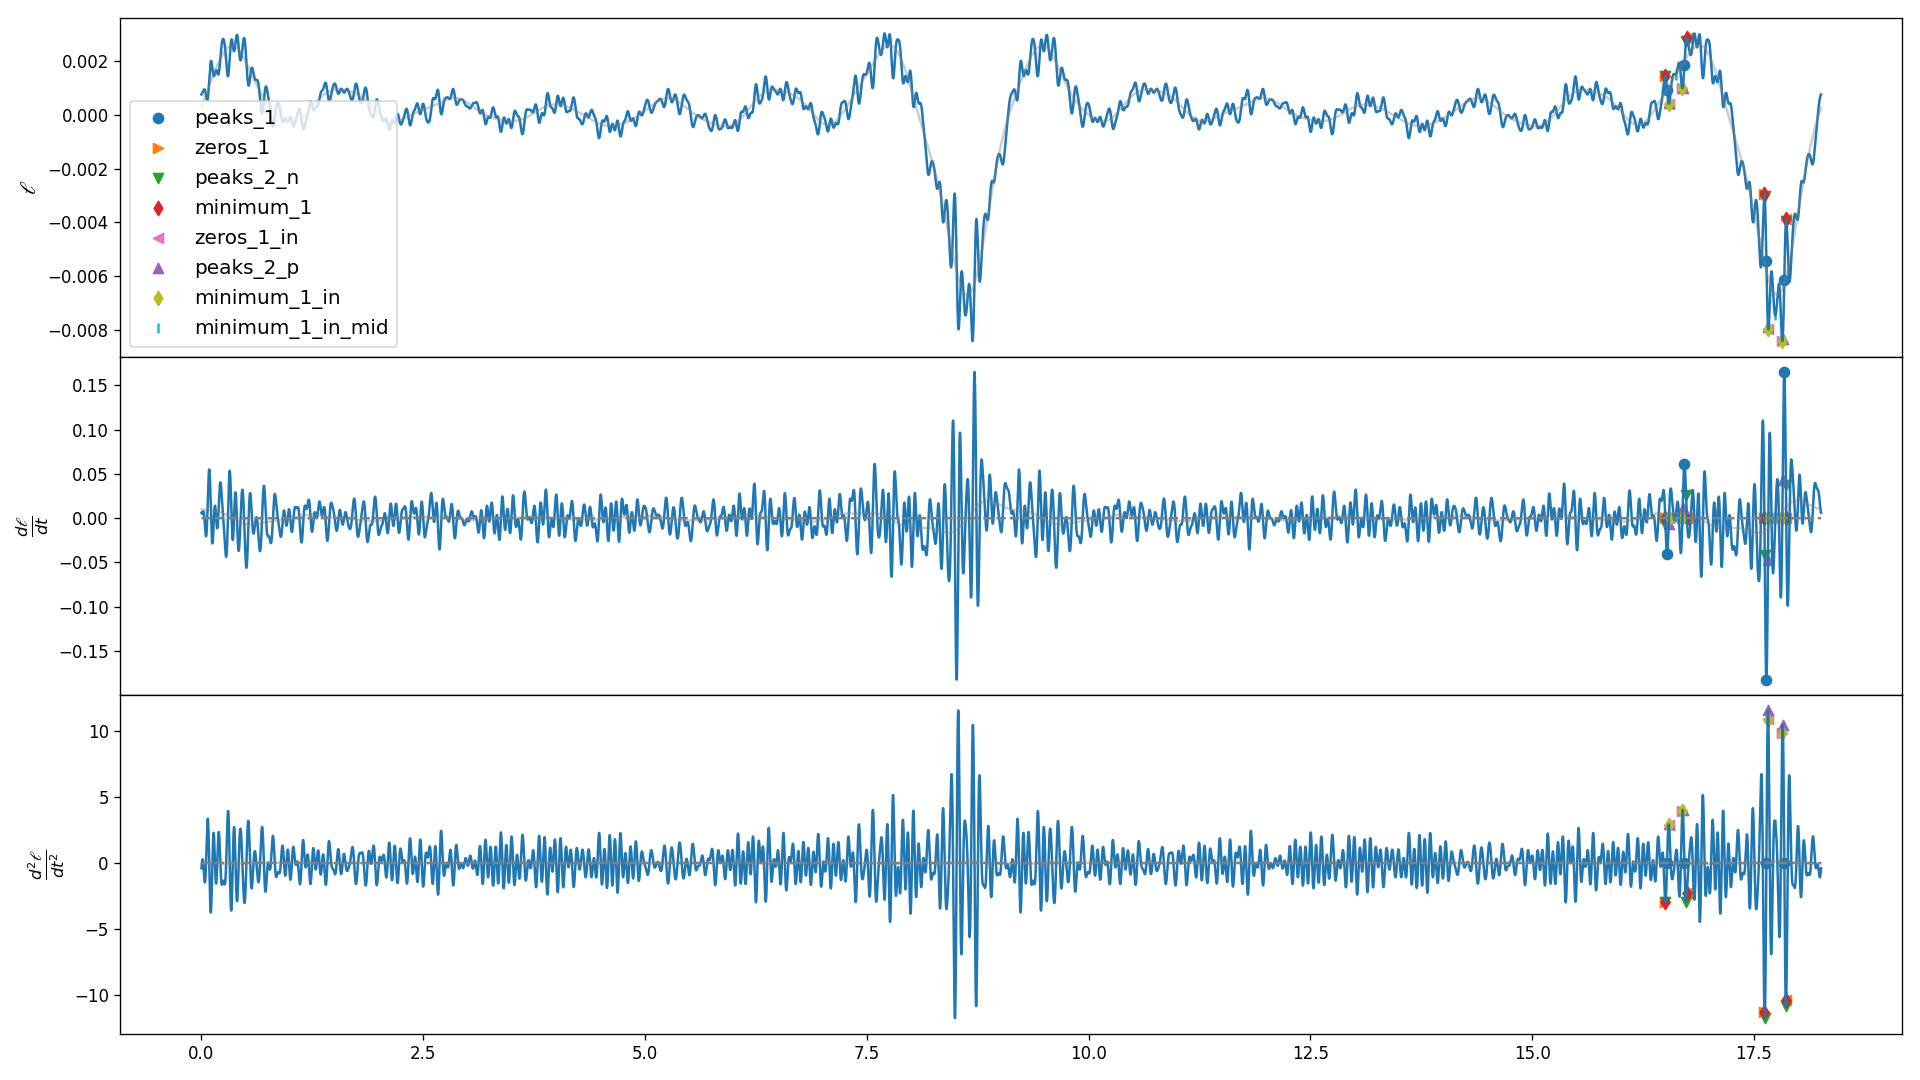 0.002
0.000
−0.002
−0.004
−0.006
−0.008
ℓ
peaks_1
zeros_1
peaks_2_n
minimum_1
zeros_1_in
peaks_2_p
minimum_1_in
minimum_1_in_mid
0.15
0.10
0.05
0.00
−0.05
−0.10
−0.15
dℓ
dt
10
5
0
−5
−10
d²ℓ
dt²
0.0 2.5 5.0 7.5 10.0 12.5 15.0 17.5